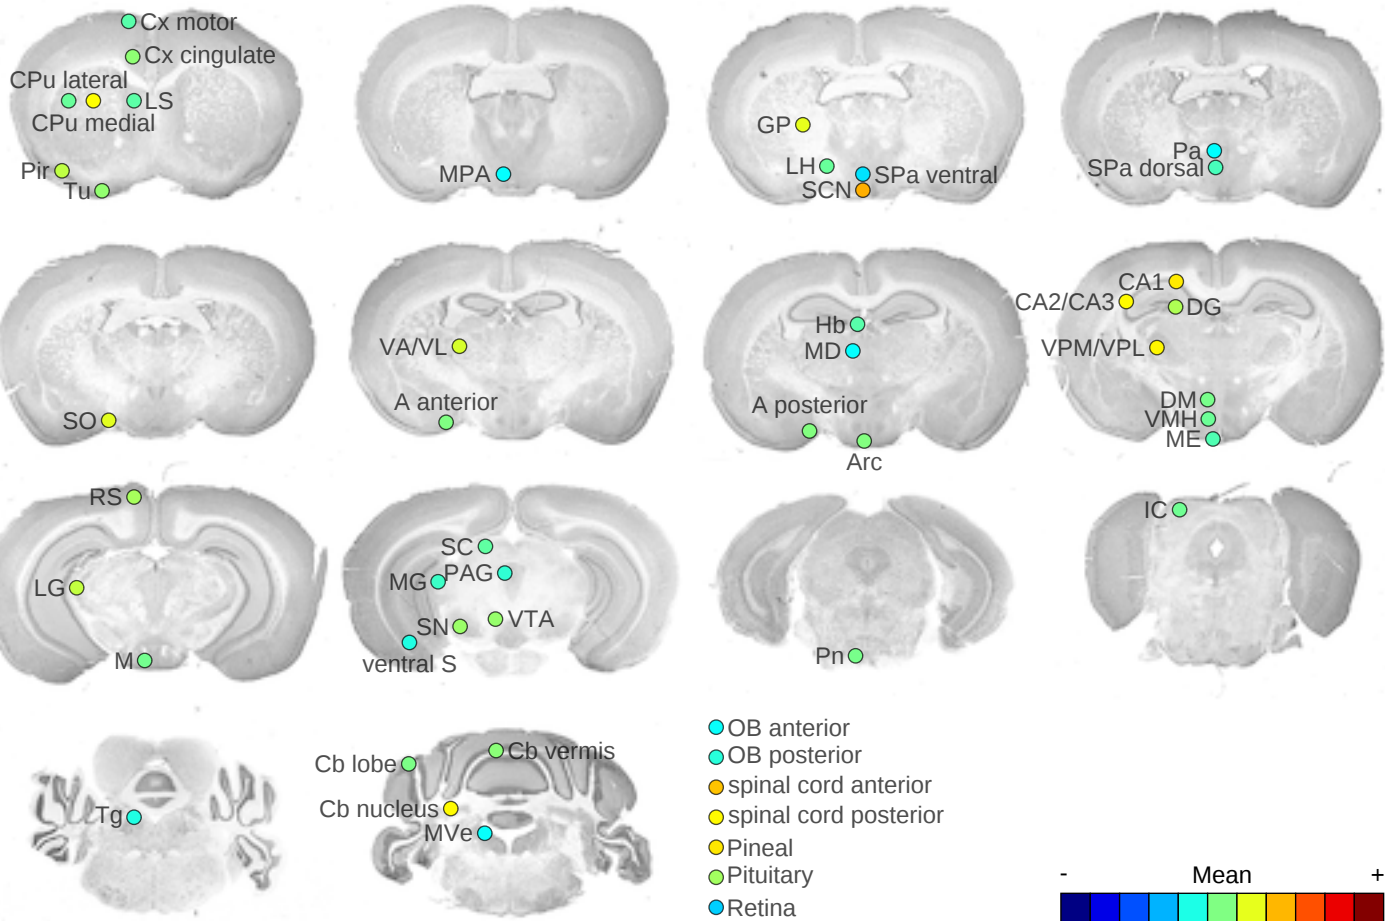 Cx motor
Cx cingulate
CPu lateral
LS
CPu medial
Pir
Tu
MPA
GP
LH
SPa ventral
SCN
Pa
SPa dorsal
SO
VA/VL
A anterior
Hb
MD
A posterior
Arc
CA1
CA2/CA3
DG
VPM/VPL
DM
VMH
ME
RS
LG
M
SC
MG
PAG
SN
VTA
ventral S
Pn
IC
Tg
Cb lobe
Cb vermis
Cb nucleus
MVe
OB anterior
OB posterior
spinal cord anterior
spinal cord posterior
Pineal
Pituitary
Retina
- Mean +